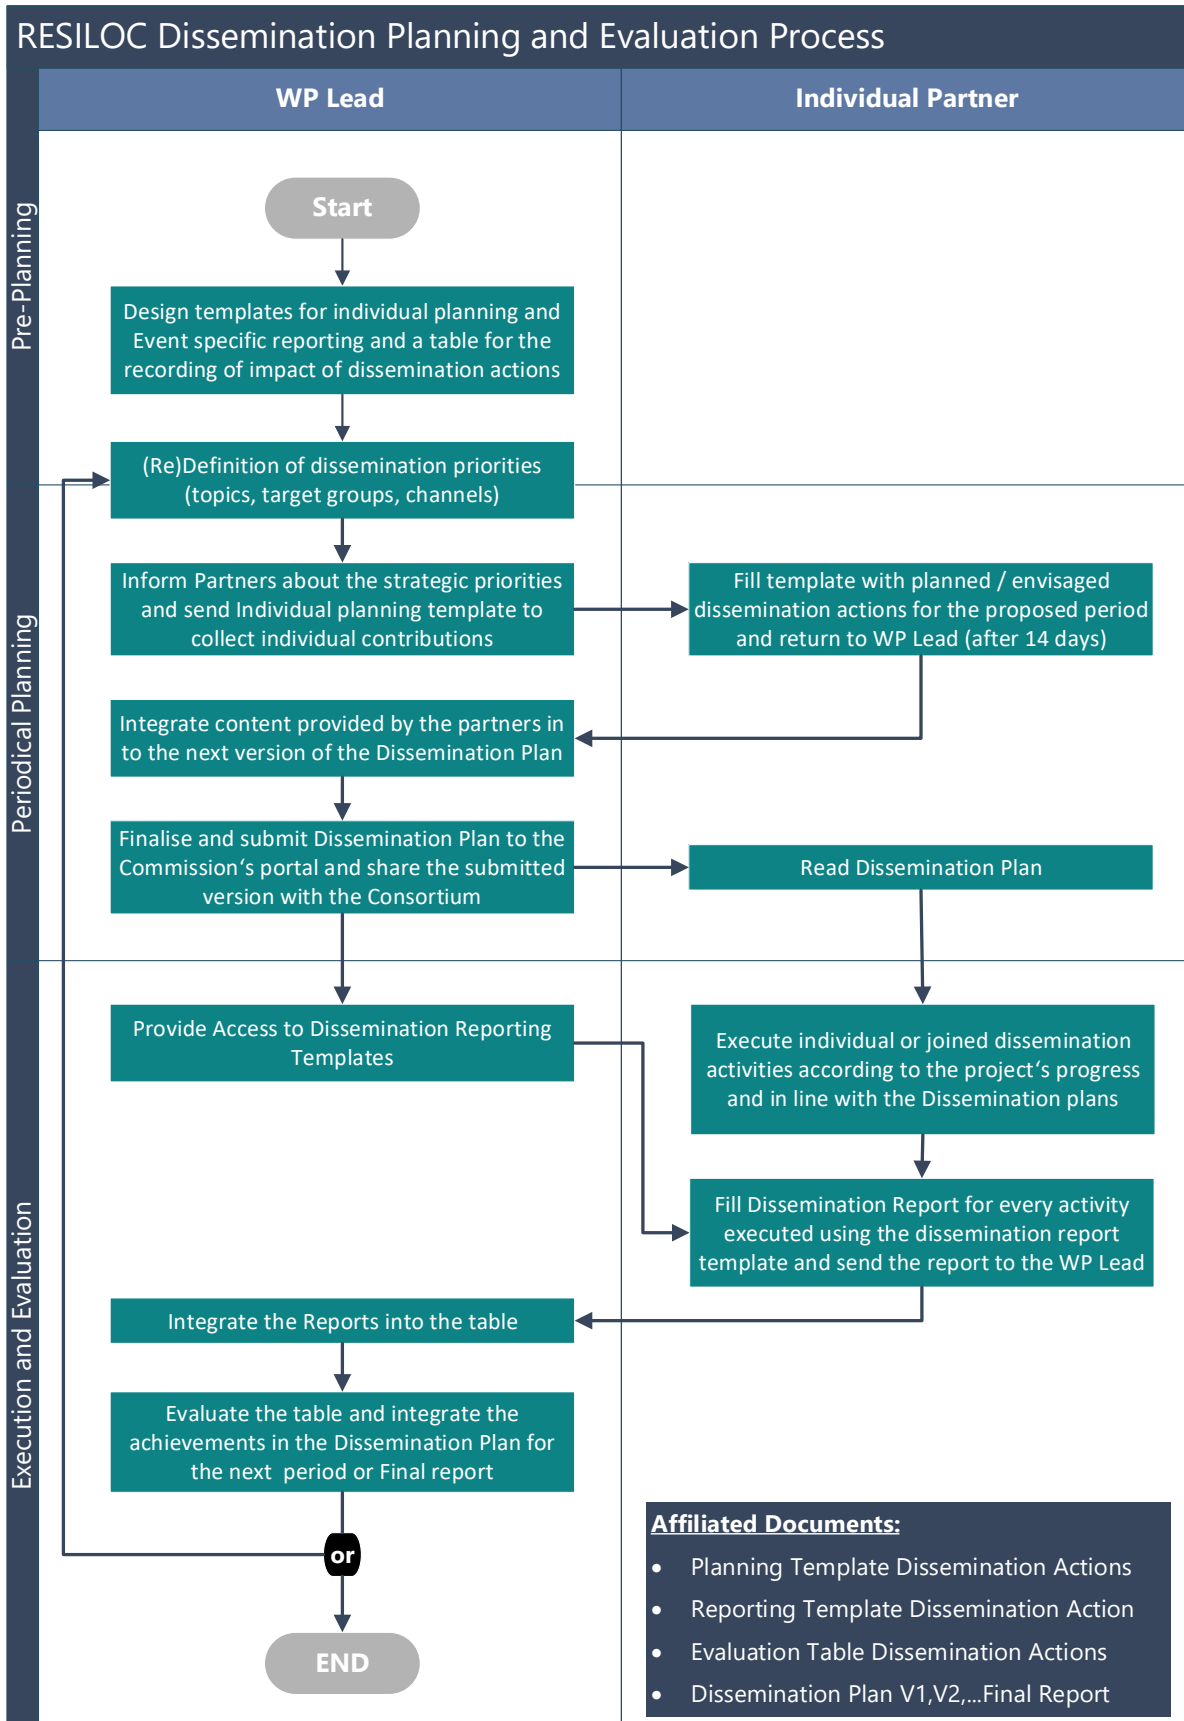 RESILOC Dissemination Planning and Evaluation Process
WP Lead
Individual Partner
Pre-Planning
Start
Design templates for individual planning and
Event specific reporting and a table for the
recording of impact of dissemination actions
(Re)Definition of dissemination priorities
(topics, target groups, channels)
Periodical Planning
Inform Partners about the strategic priorities
and send Individual planning template to
collect individual contributions
Fill template with planned / envisaged
dissemination actions for the proposed period
and return to WP Lead (after 14 days)
Integrate content provided by the partners in
to the next version of the Dissemination Plan
Finalise and submit Dissemination Plan to the
Commission‘s portal and share the submitted
version with the Consortium
Read Dissemination Plan
Execution and Evaluation
Provide Access to Dissemination Reporting
Templates
Execute individual or joined dissemination
activities according to the project‘s progress
and in line with the Dissemination plans
Fill Dissemination Report for every activity
executed using the dissemination report
template and send the report to the WP Lead
Integrate the Reports into the table
Evaluate the table and integrate the
achievements in the Dissemination Plan for
the next  period or Final report
or
END
Affiliated Documents:
• Planning Template Dissemination Actions
• Reporting Template Dissemination Action
• Evaluation Table Dissemination Actions
• Dissemination Plan V1,V2,...Final Report